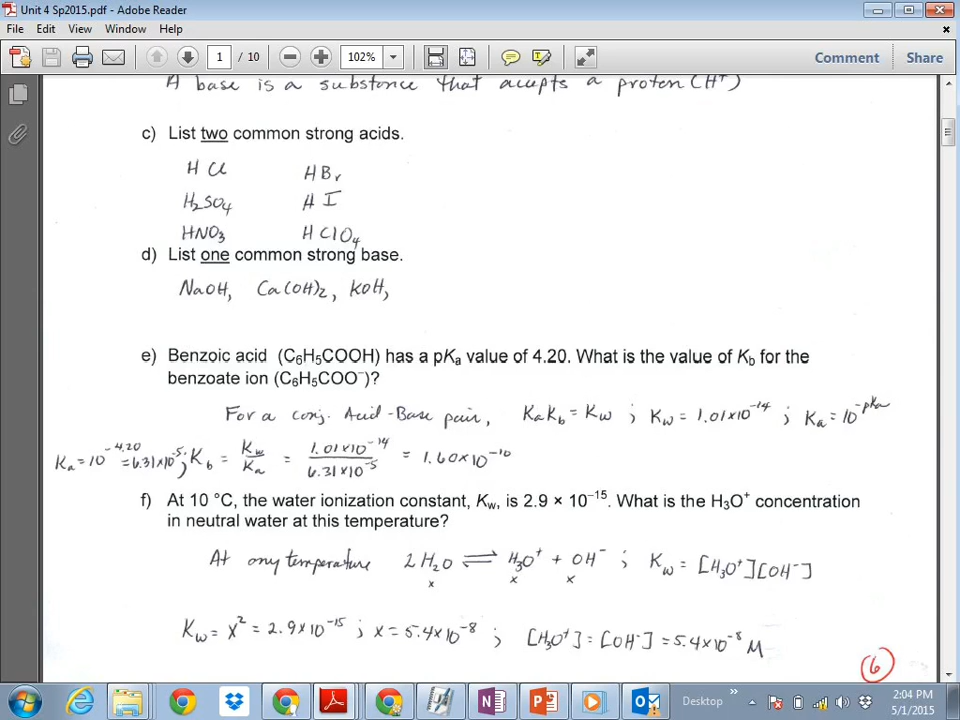 Unit 4 Sp2015.pdf - Adobe Reader
File Edit View Window Help
1 / 10 102% Comment Share
A base is a substance that accepts a proton (H⁺)
c) List two common strong acids.
HCl HBr
H₂SO₄ HI
HNO₃ HClO₄
d) List one common strong base.
NaOH, Ca(OH)₂, KOH,
e) Benzoic acid (C₆H₅COOH) has a pKₐ value of 4.20. What is the value of K_b for the
benzoate ion (C₆H₅COO⁻)?
For a conj. Acid-Base pair, KₐK_b = K_w ; K_w = 1.01×10⁻¹⁴ ; Kₐ = 10^-pKa
Kₐ = 10^-4.20 = 6.31×10⁻⁵ ; K_b = K_w/Kₐ = 1.01×10⁻¹⁴/6.31×10⁻⁵ = 1.60×10⁻¹⁰
f) At 10 °C, the water ionization constant, K_w, is 2.9 × 10⁻¹⁵. What is the H₃O⁺ concentration
in neutral water at this temperature?
At any temperature 2H₂O ⇌ H₃O⁺ + OH⁻ ; K_w = [H₃O⁺][OH⁻]
x x x
K_w = x² = 2.9×10⁻¹⁵ ; x = 5.4×10⁻⁸ ; [H₃O⁺] = [OH⁻] = 5.4×10⁻⁸ M
6
Desktop
2:04 PM
5/1/2015